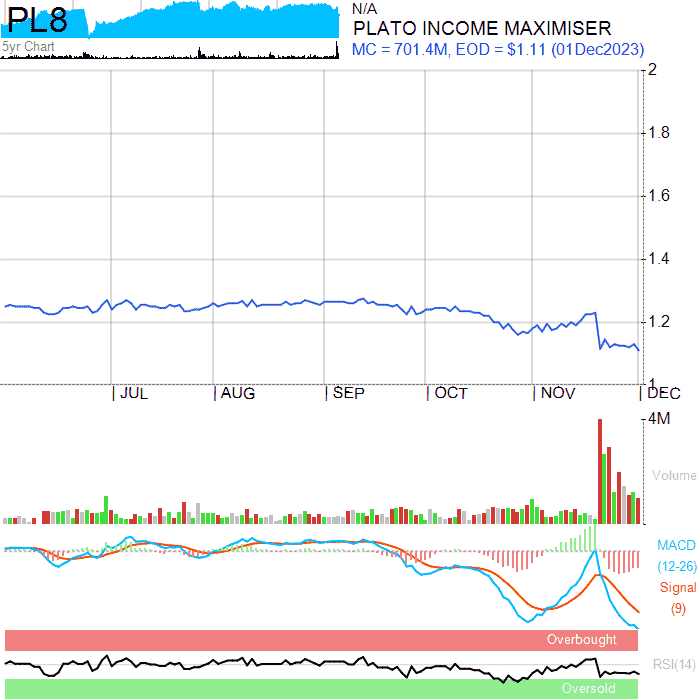 PL8
5yr Chart
N/A
PLATO INCOME MAXIMISER
MC = 701.4M, EOD = $1.11 (01Dec2023)
2
1.8
1.6
1.4
1.2
1
JUL AUG SEP OCT NOV DEC
4M
Volume
MACD
(12-26)
Signal
(9)
Overbought
RSI(14)
Oversold